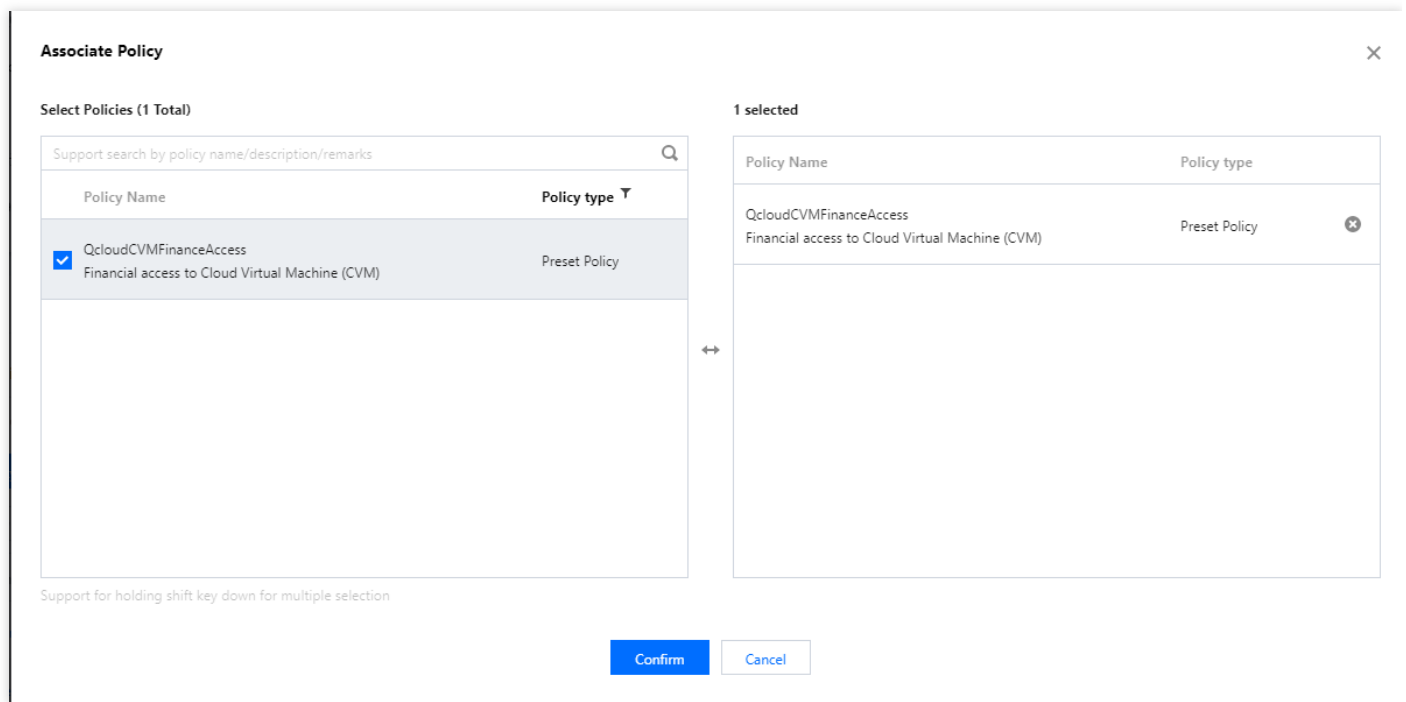 Associate Policy
Select Policies (1 Total)
1 selected
Support search by policy name/description/remarks
Policy Name
Policy type
QcloudCVMFinanceAccess
Financial access to Cloud Virtual Machine (CVM)
Preset Policy
Policy Name
Policy type
QcloudCVMFinanceAccess
Financial access to Cloud Virtual Machine (CVM)
Preset Policy
Support for holding shift key down for multiple selection
Confirm
Cancel